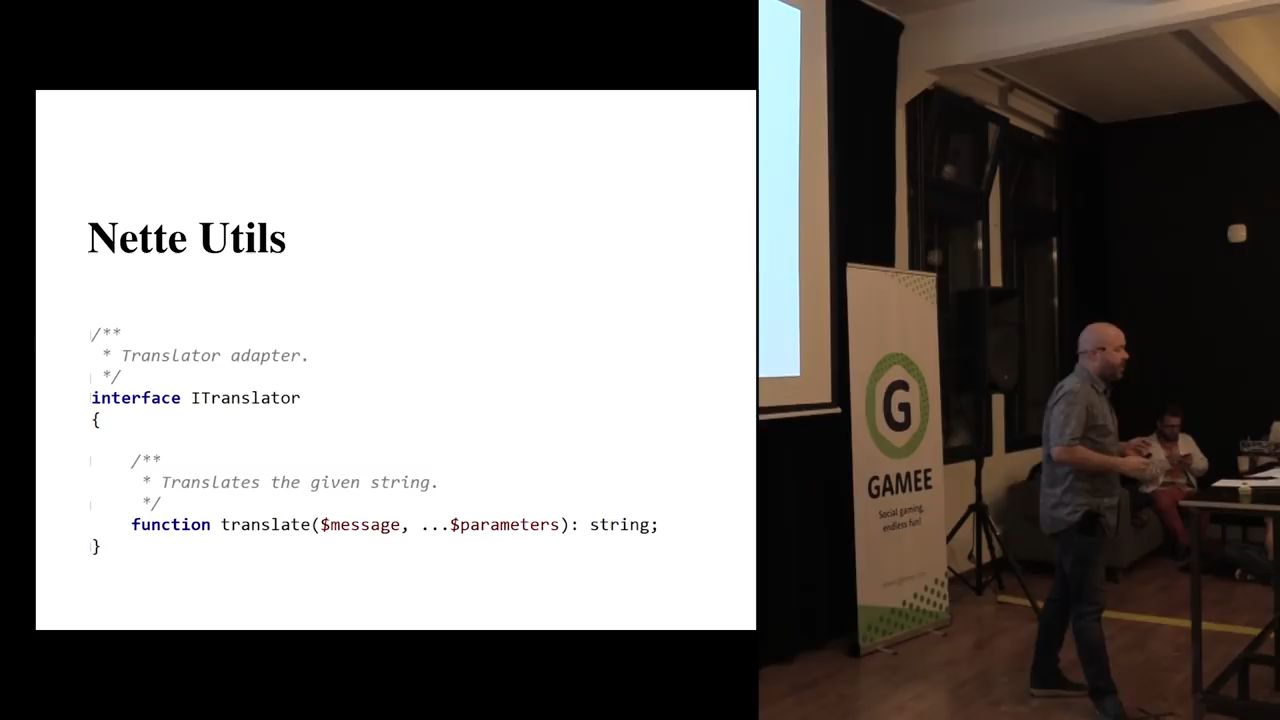 Nette Utils
/**
 * Translator adapter.
 */
interface ITranslator
{
    /**
     * Translates the given string.
     */
    function translate($message, ...$parameters): string;
}
G
GAMEE
Social gaming,
endless fun!